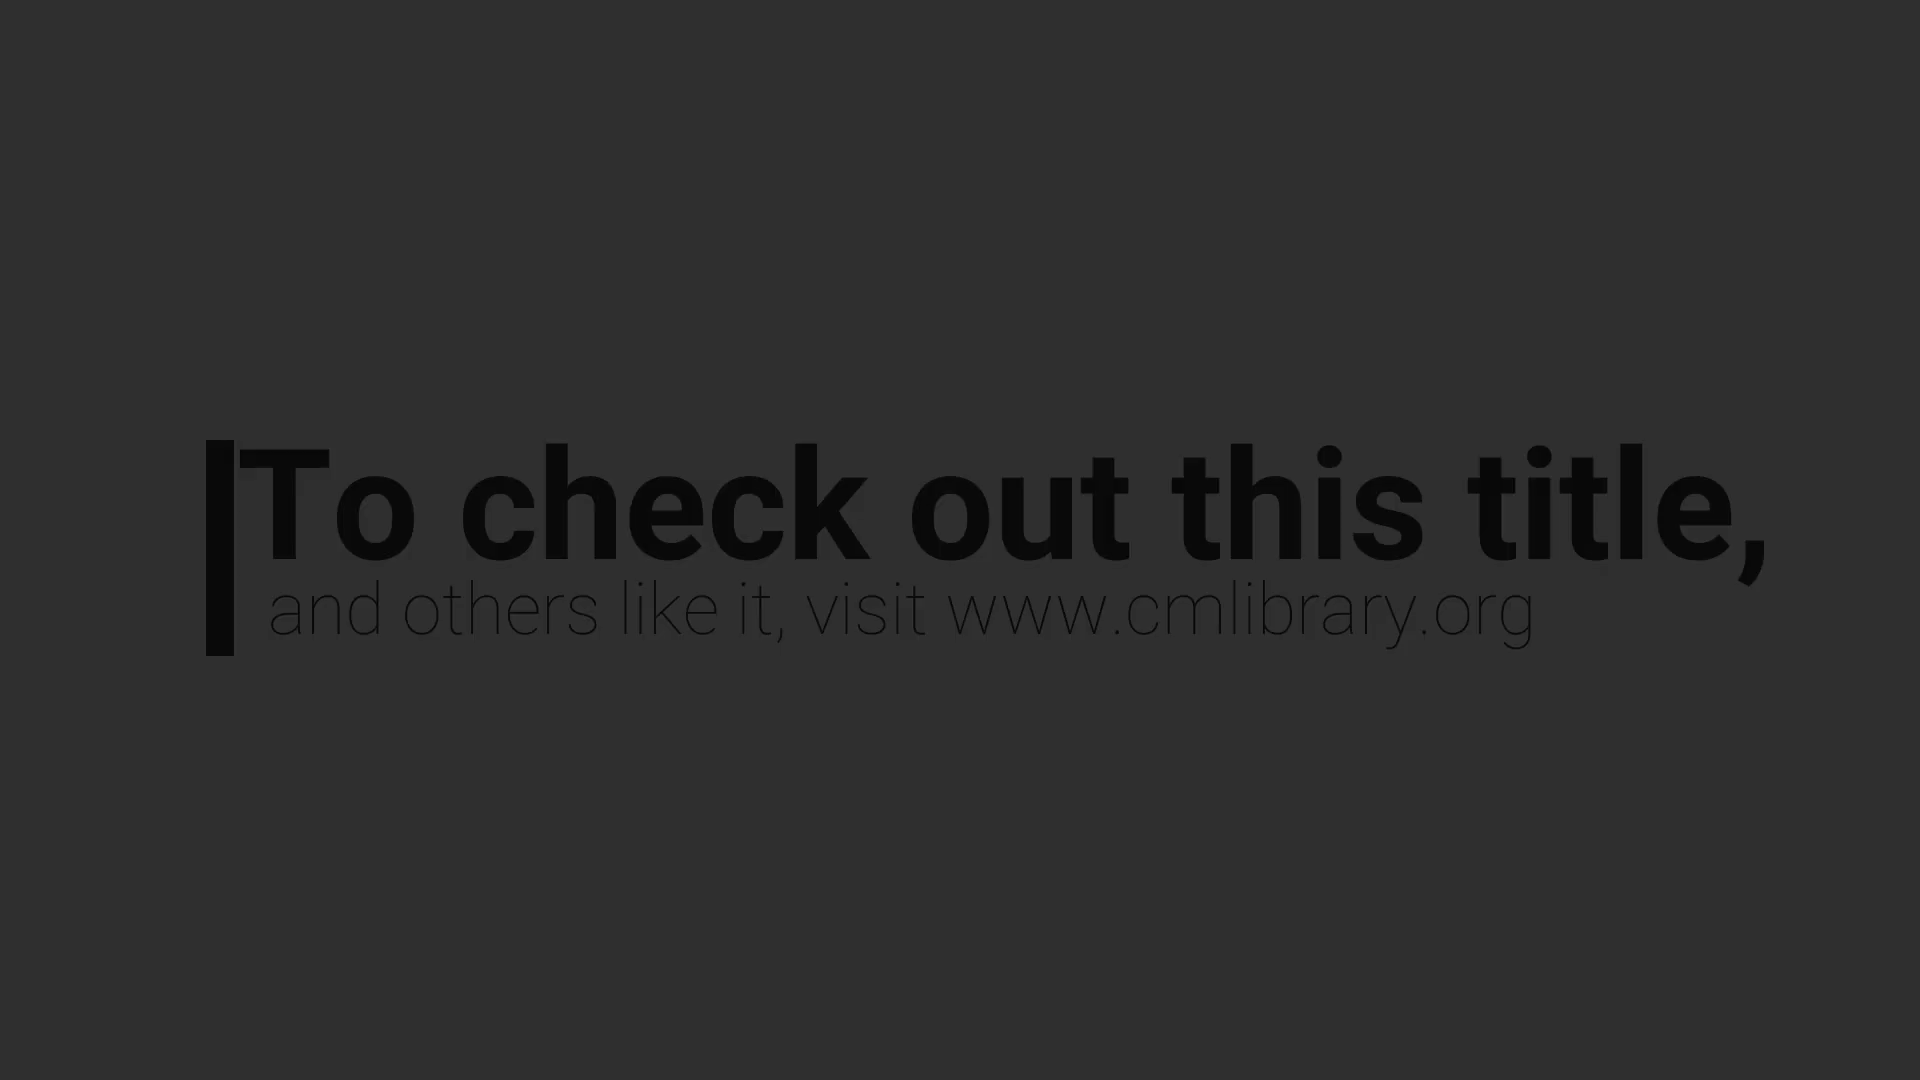 To check out this title,
and others like it, visit www.cmlibrary.org